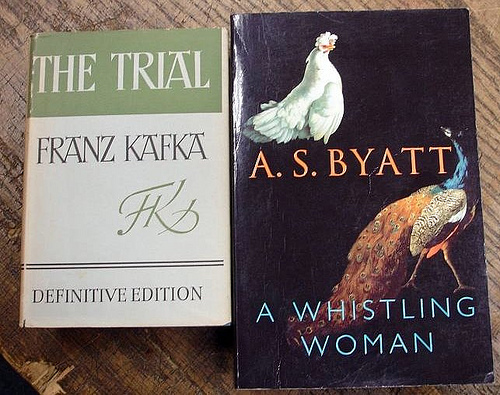 THE TRIAL
FRANZ KAFKA
FK
DEFINITIVE EDITION
A. S. BYATT
A WHISTLING
WOMAN